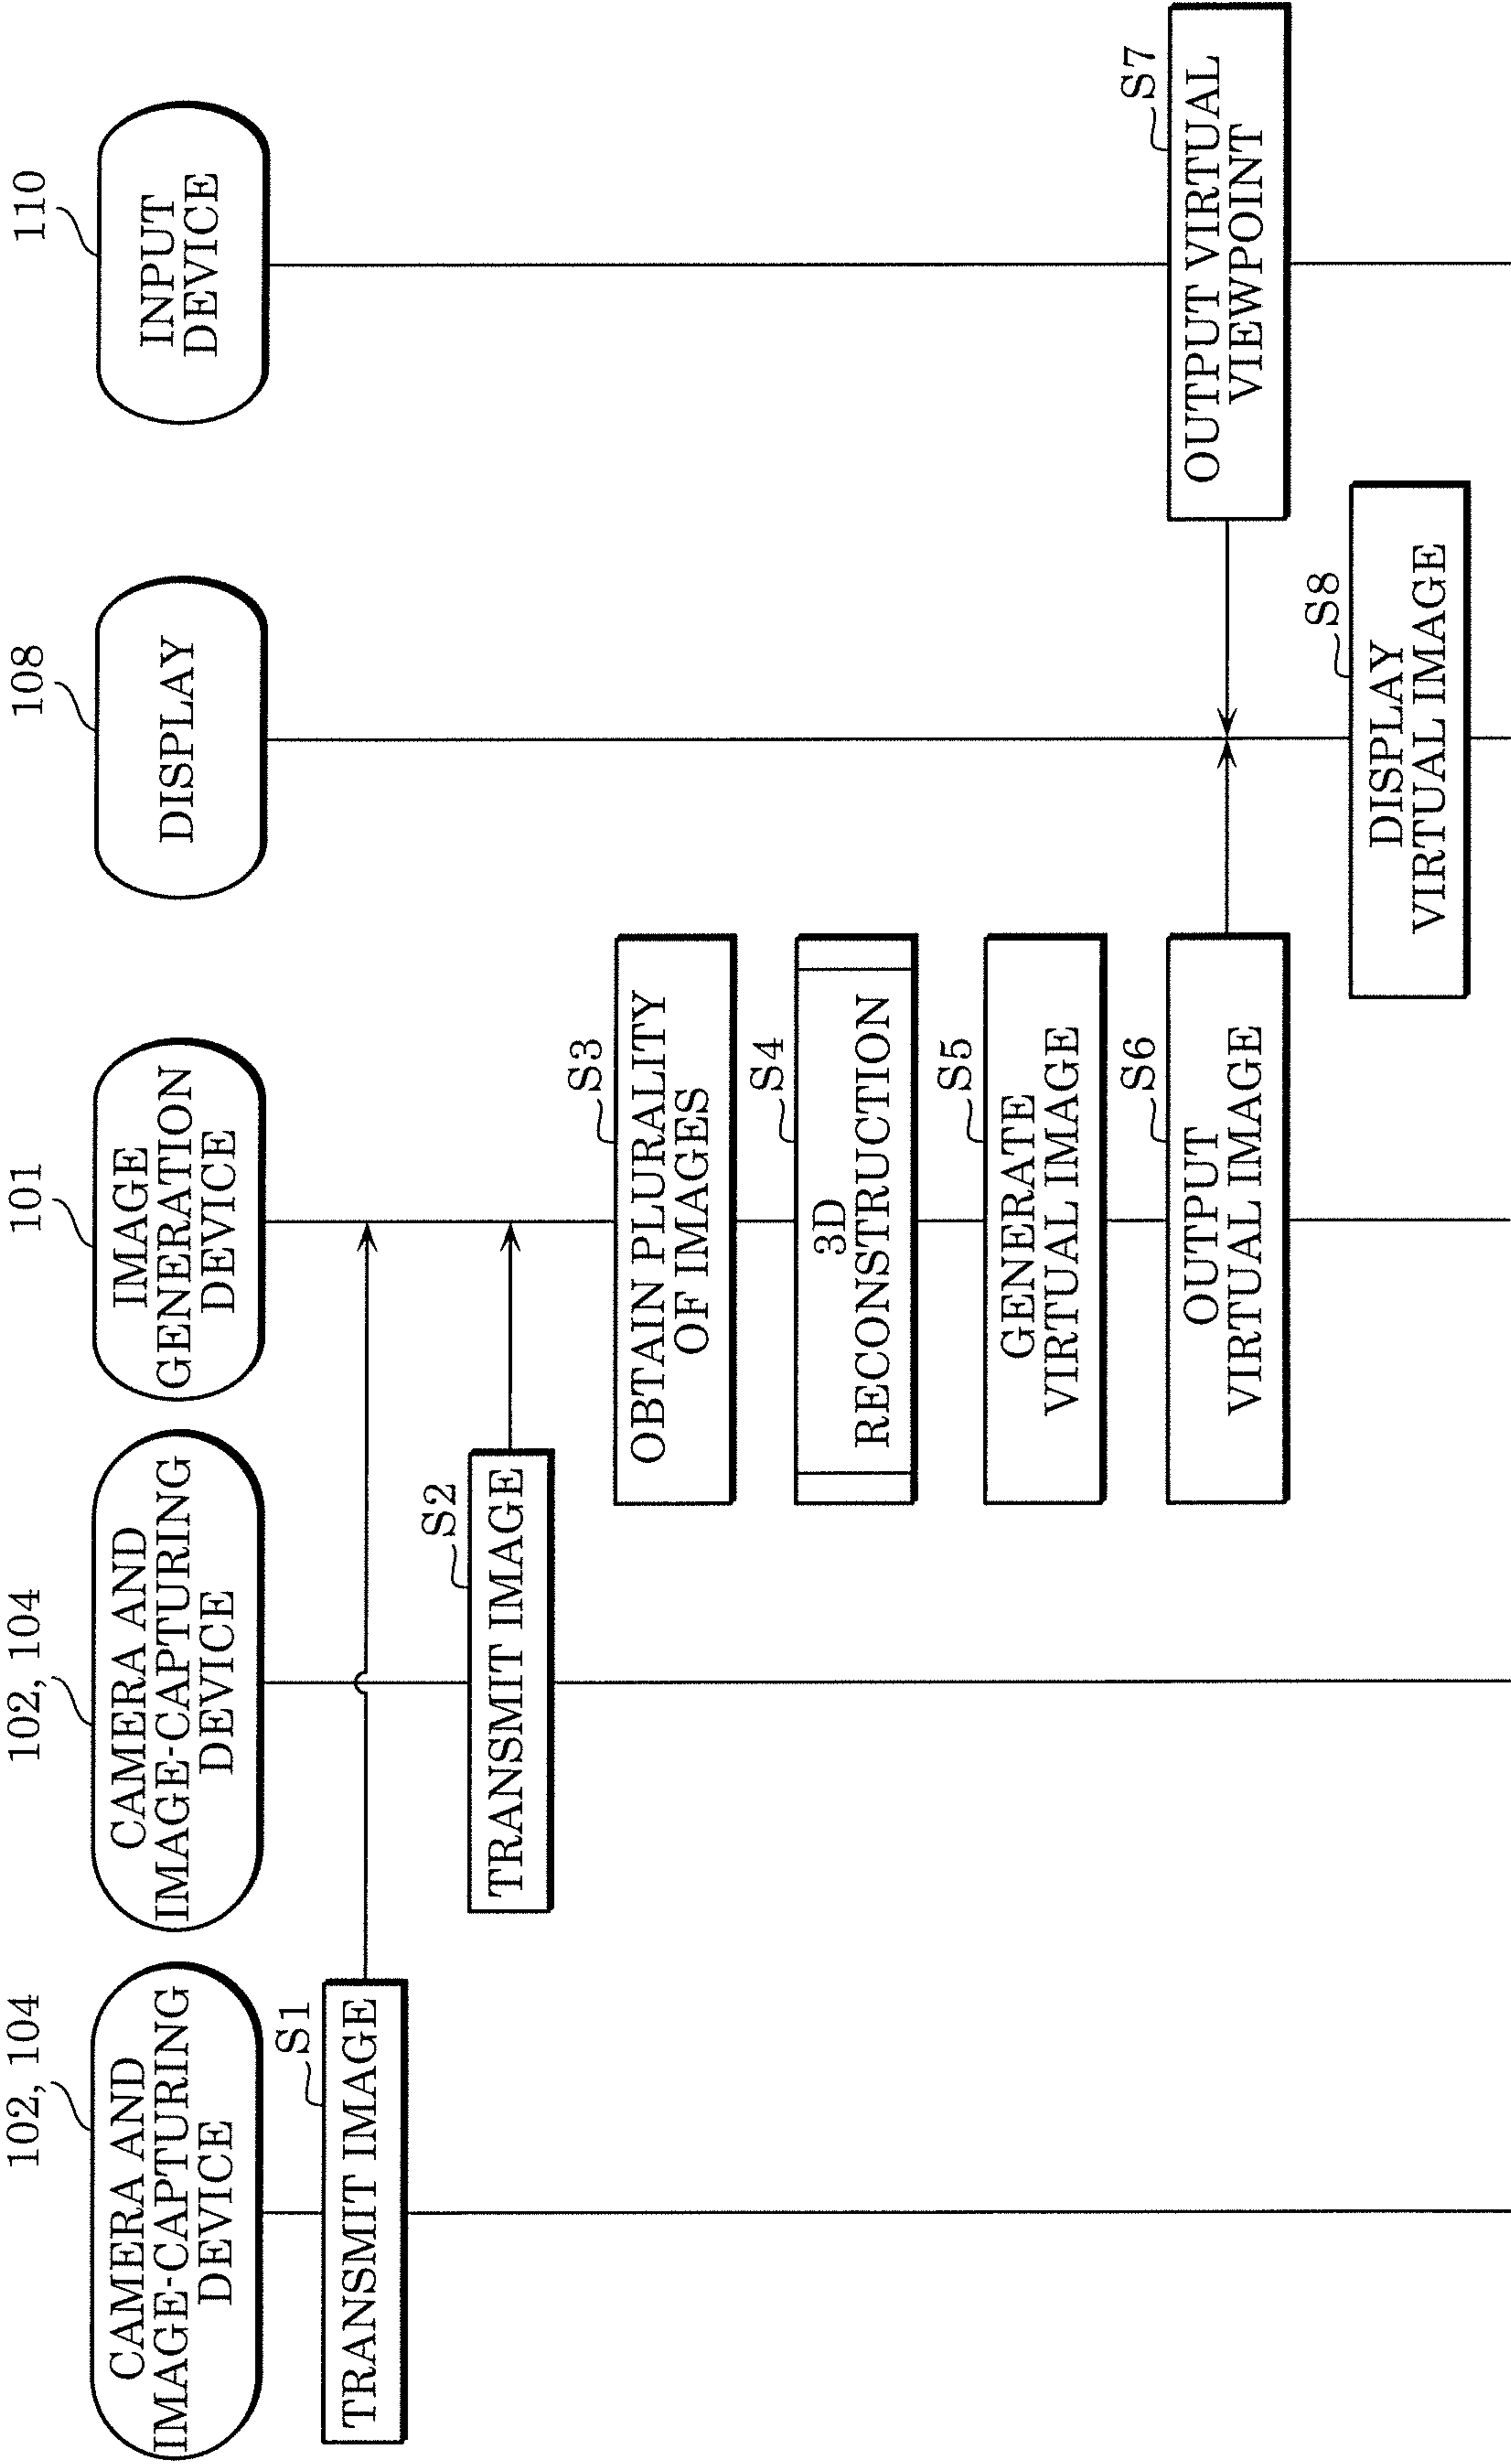 102, 104
CAMERA AND
IMAGE-CAPTURING
DEVICE
102, 104
CAMERA AND
IMAGE-CAPTURING
DEVICE
101
IMAGE
GENERATION
DEVICE
108
DISPLAY
110
INPUT
DEVICE
S1
TRANSMIT IMAGE
S2
TRANSMIT IMAGE
S3
OBTAIN PLURALITY
OF IMAGES
S4
3D
RECONSTRUCTION
S5
GENERATE
VIRTUAL IMAGE
S6
OUTPUT
VIRTUAL IMAGE
S7
OUTPUT VIRTUAL
VIEWPOINT
S8
DISPLAY
VIRTUAL IMAGE